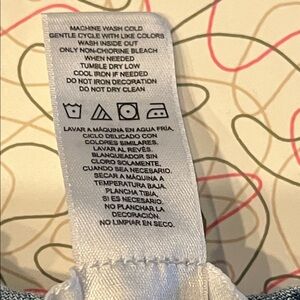 MACHINE WASH COLD
GENTLE CYCLE WITH LIKE COLORS
WASH INSIDE OUT
ONLY NON-CHLORINE BLEACH
WHEN NEEDED
TUMBLE DRY LOW
COOL IRON IF NEEDED
DO NOT IRON DECORATION
DO NOT DRY CLEAN
LAVAR A MÁQUINA EN AGUA FRÍA,
CICLO DELICADO CON
COLORES SIMILARES.
LAVAR AL REVÉS.
BLANQUEADOR SIN
CLORO SOLAMENTE,
CUANDO SEA NECESARIO.
SECAR A MÁQUINA A
TEMPERATURA BAJA.
PLANCHA TIBIA,
SI ES NECESARIO.
NO PLANCHAR LA
DECORACIÓN.
NO LIMPIAR EN SECO.